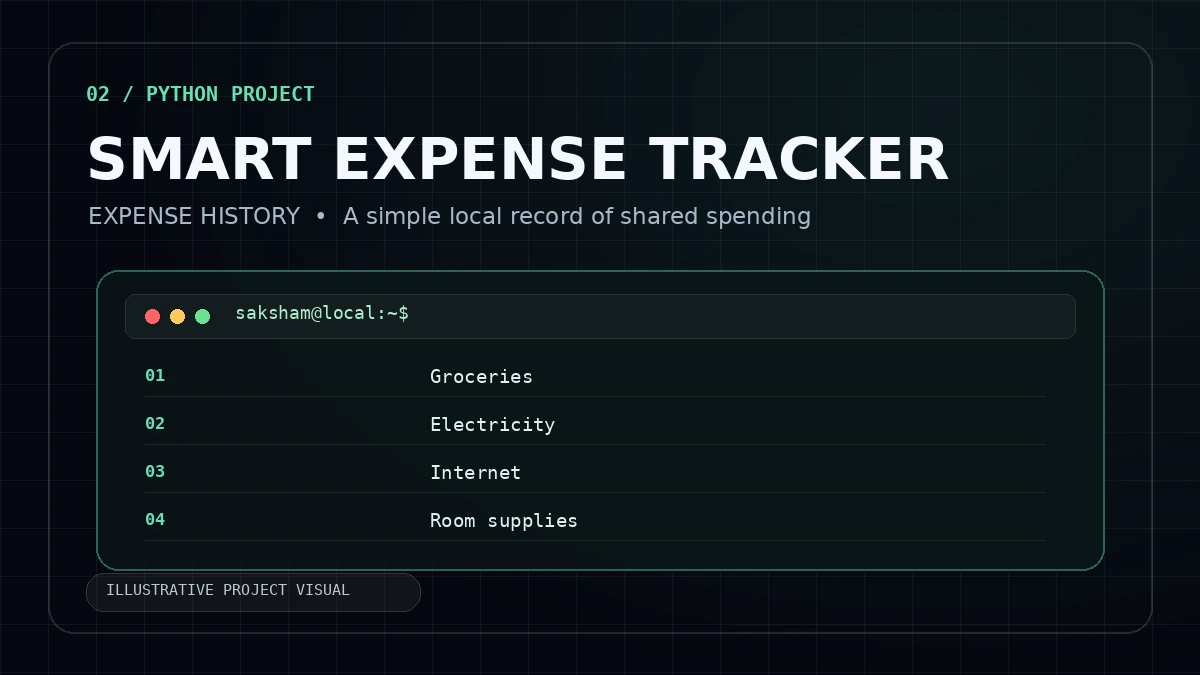 02 / PYTHON PROJECT
SMART EXPENSE TRACKER
EXPENSE HISTORY • A simple local record of shared spending
saksham@local:~$
01 Groceries
02 Electricity
03 Internet
04 Room supplies
ILLUSTRATIVE PROJECT VISUAL